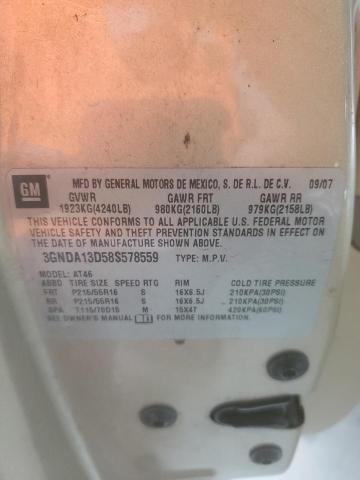 GM
MFD BY GENERAL MOTORS DE MEXICO, S. DE R.L. DE C.V. 09/07
GVWR GAWR FRT GAWR RR
1923KG(4240LB) 980KG(2160LB) 979KG(2158LB)
THIS VEHICLE CONFORMS TO ALL APPLICABLE U.S. FEDERAL MOTOR
VEHICLE SAFETY AND THEFT PREVENTION STANDARDS IN EFFECT ON
THE DATE OF MANUFACTURE SHOWN ABOVE.
3GNDA13D58S578559 TYPE: M.P.V.
MODEL: AT46
TIRE SIZE SPEED RTG RIM COLD TIRE PRESSURE
FRT P215/55R16 S 16X6.5J 210KPA(30PSI)
RR P215/55R16 S 16X6.5J 210KPA(30PSI)
SPA T115/70D15 M 15X4T 420KPA(60PSI)
SEE OWNER'S MANUAL FOR MORE INFORMATION